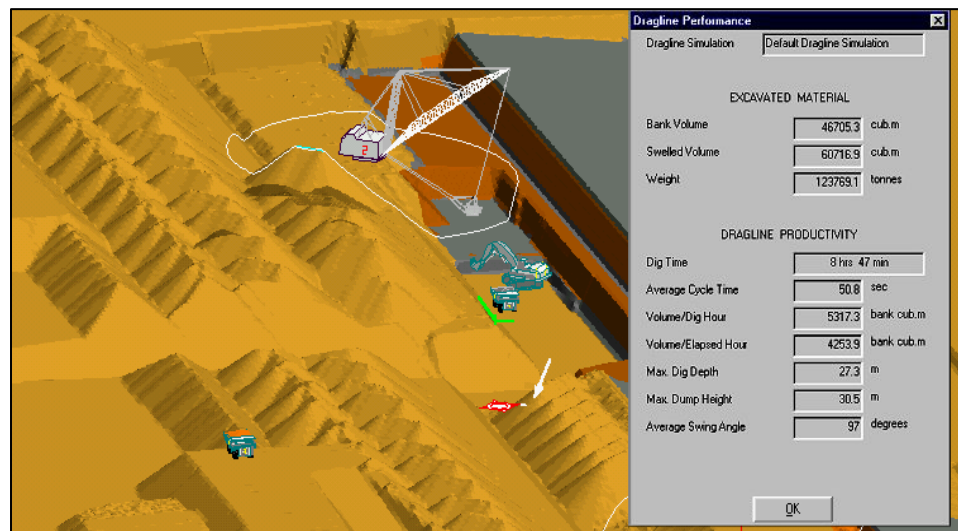 Dragline Performance
Dragline Simulation Default Dragline Simulation
EXCAVATED MATERIAL
Bank Volume 46705.3 cub.m
Swelled Volume 60716.9 cub.m
Weight 123769.1 tonnes
DRAGLINE PRODUCTIVITY
Dig Time 8 hrs 47 min
Average Cycle Time 50.8 sec
Volume/Dig Hour 5317.3 bank cub.m
Volume/Elapsed Hour 4253.9 bank cub.m
Max. Dig Depth 27.3 m
Max. Dump Height 30.5 m
Average Swing Angle 97 degrees
OK
2